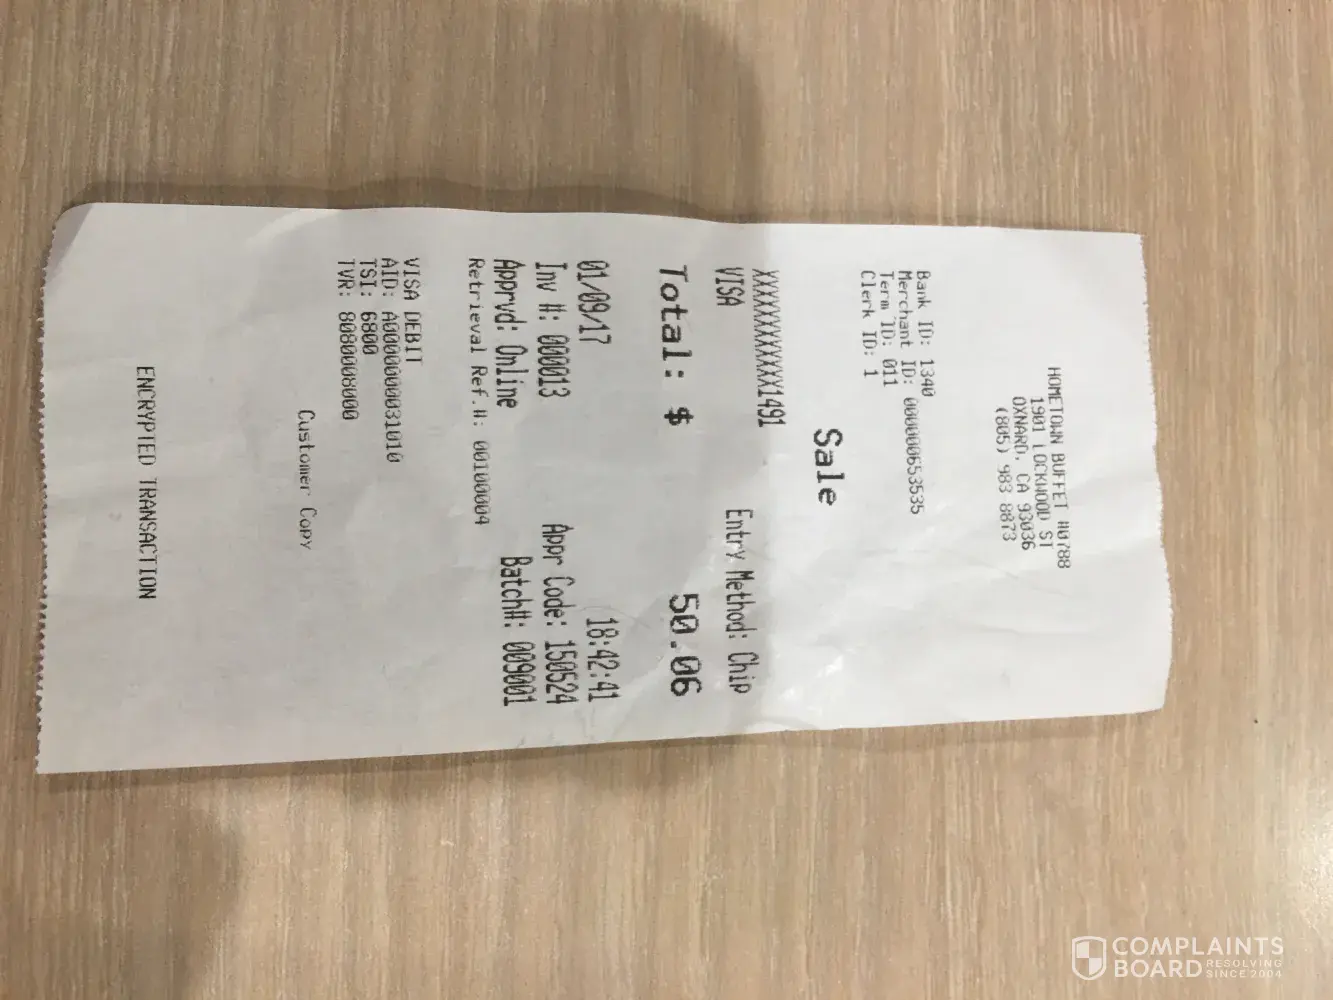 HOMETOWN BUFFET #0788
1901 LOCKWOOD ST
OXNARD, CA 93036
(805) 983 8873
Bank ID: 1340
Merchant ID: 000000653535
Term ID: 011
Clerk ID: 1
Sale
XXXXXXXXXXXX1491
VISA Entry Method: Chip
Total: $ 50.06
01/09/17 18:42:41
Inv #: 000013 Appr Code: 150524
Apprvd: Online Batch#: 009001
Retrieval Ref.#: 00100004
VISA DEBIT
AID: A0000000031010
TSI: 6800
TVR: 8080008000
Customer Copy
ENCRYPTED TRANSACTION
COMPLAINTS
BOARD RESOLVING
SINCE 2004